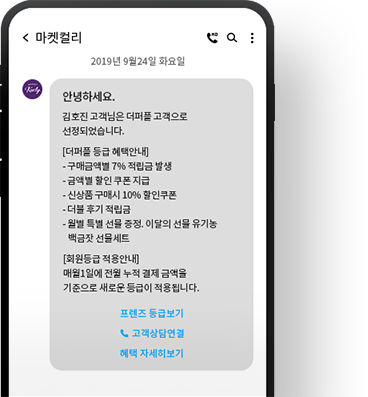 마켓컬리
2019년 9월24일 화요일
Kurly
안녕하세요.
김호진 고객님은 더퍼플 고객으로
선정되었습니다.
[더퍼플 등급 혜택안내]
- 구매금액별 7% 적립금 발생
- 금액별 할인 쿠폰 지급
- 신상품 구매시 10% 할인쿠폰
- 더블 후기 적립금
- 월별 특별 선물 증정. 이달의 선물 유기농
백금잣 선물세트
[회원등급 적용안내]
매월1일에 전월 누적 결제 금액을
기준으로 새로운 등급이 적용됩니다.
프렌즈 등급보기
고객상담연결
혜택 자세히보기